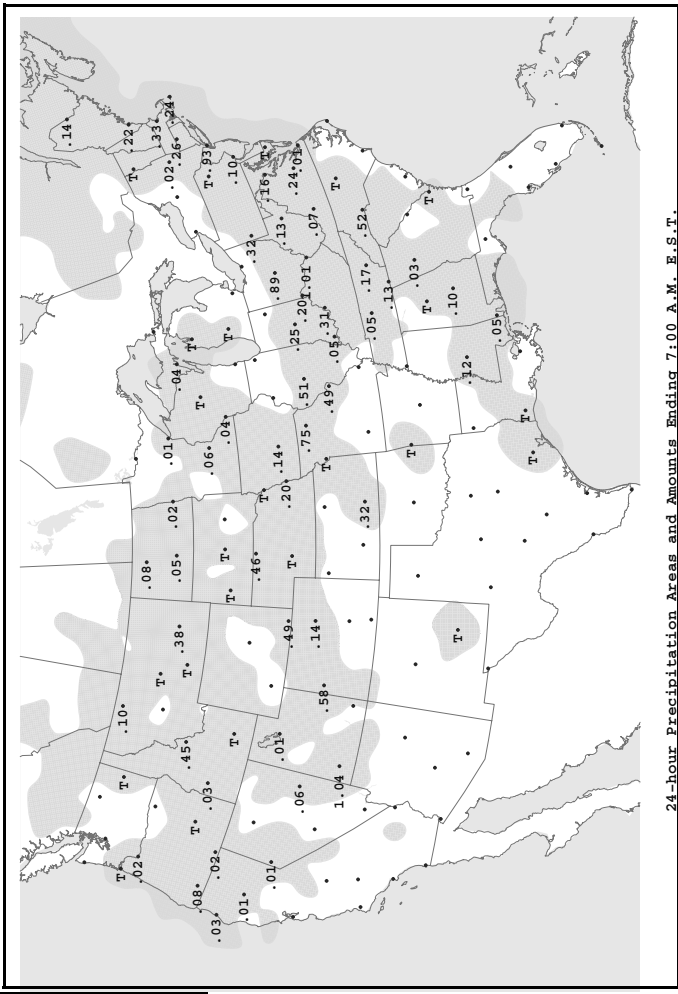 .14
T
.10
T
.02
T
.22
T
.08
.33
T
.38
T
.05
.02
.01
.04
.02
.26
.24
.45
T
T
.08
T
.03
.06
T
.93
.03
.02
T
T
.04
T
.10
T
.01
.46
.32
T
.16
T
.01
.01
T
.20
.14
.89
.13
.49
.24
.01
.06
.75
.51
.25
.20
1.01
.07
.14
.58
T
.49
.05
.31
T
1.04
.32
.05
.17
.52
.13
T
.03
T
T
.10
T
.12
.05
T
T
24-hour Precipitation Areas and Amounts Ending 7:00 A.M. E.S.T.